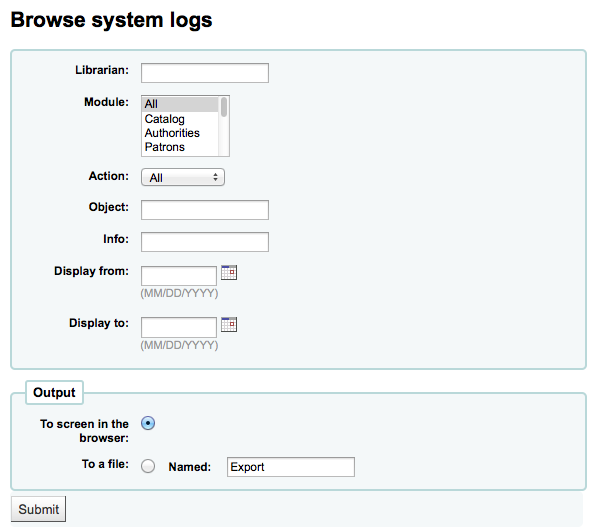 Browse system logs
Librarian:
Module:
All
Catalog
Authorities
Patrons
Action: All
Object:
Info:
Display from:
(MM/DD/YYYY)
Display to:
(MM/DD/YYYY)
Output
To screen in the
browser:
To a file: Named: Export
Submit